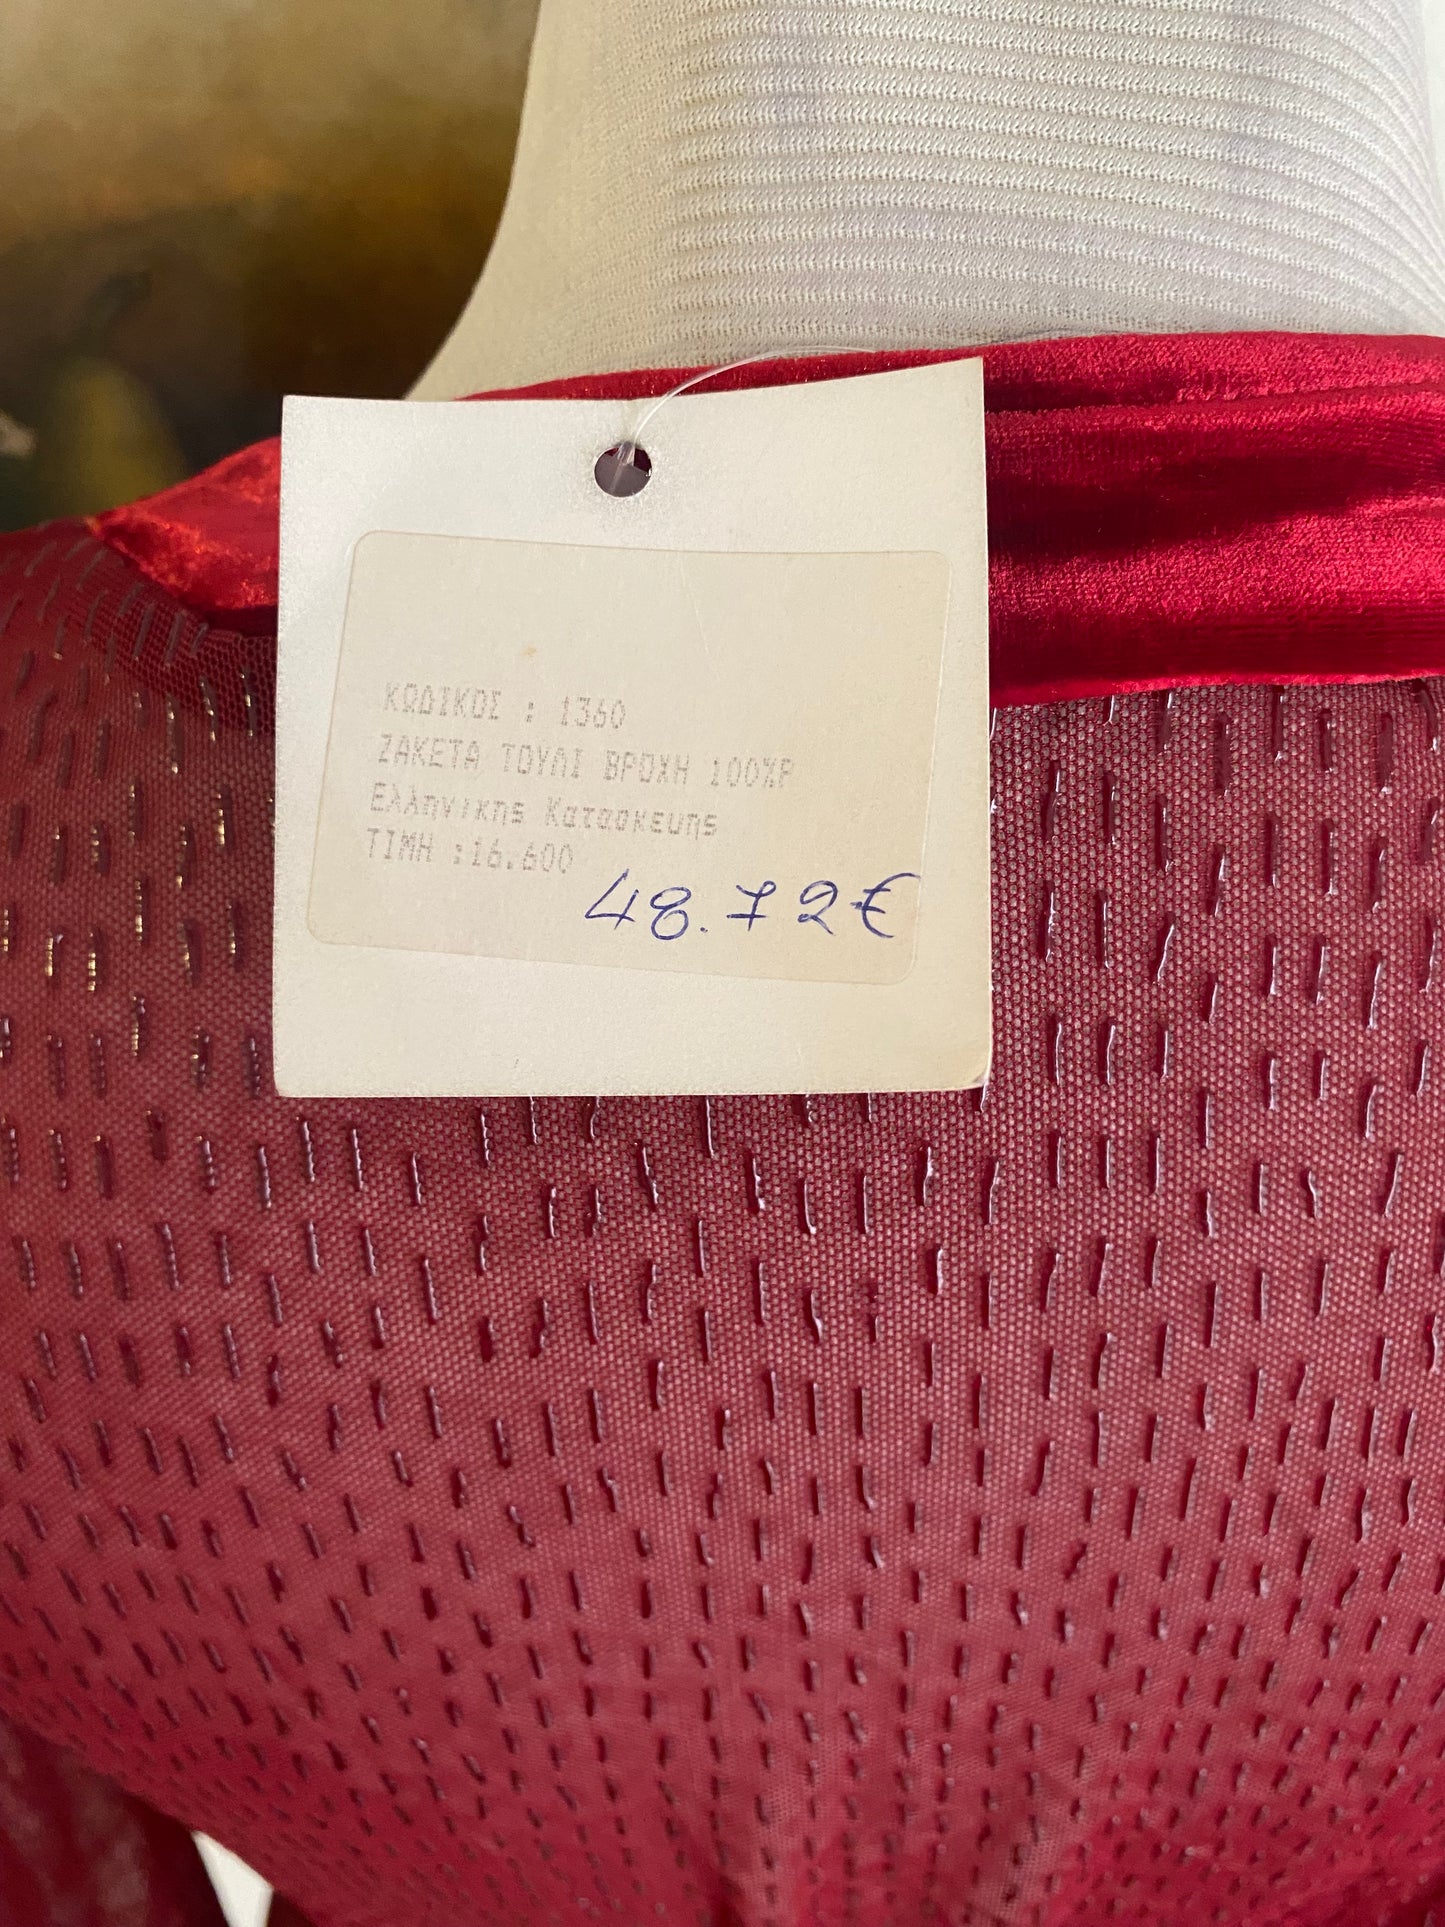 ΚΩΔΙΚΟΣ : 1360
ΖΑΚΕΤΑ ΤΟΥΛΙ ΒΡΟΧΗ 100%Ρ
Ελληνικης Κατασκευης
ΤΙΜΗ :16.600
48.72€